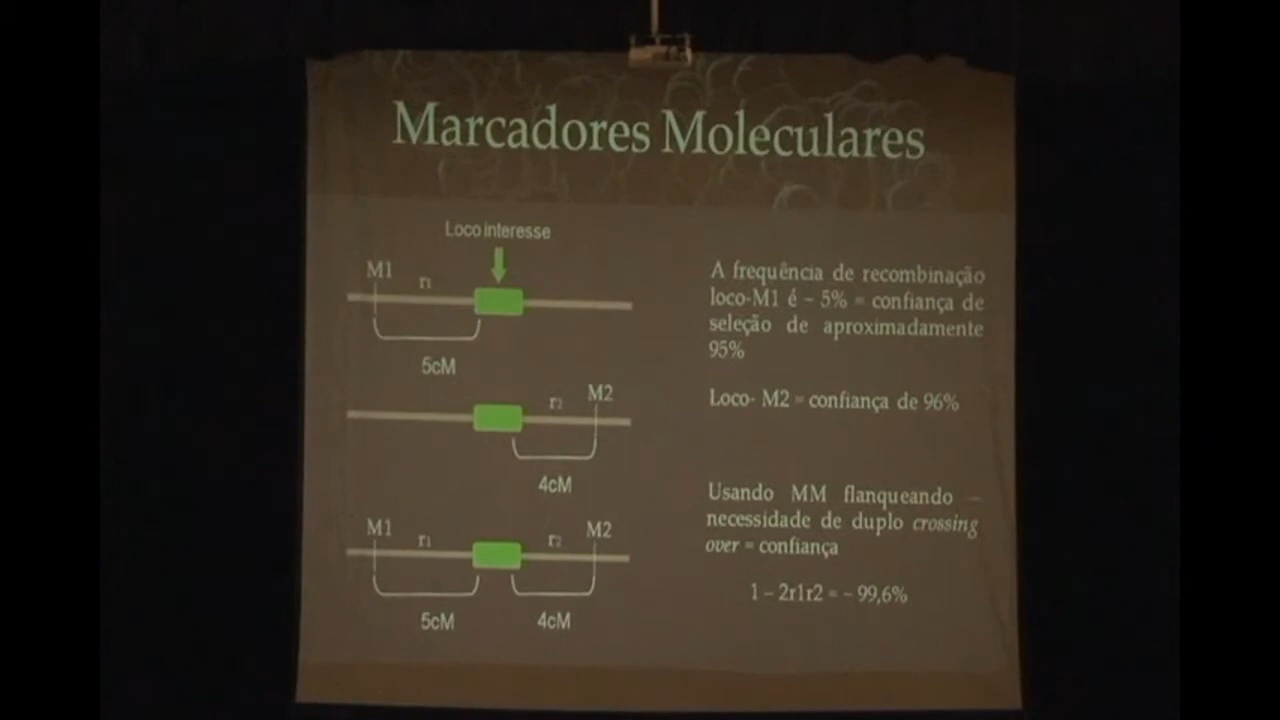 Marcadores Moleculares
Loco interesse
M1
r1
5cM
A frequência de recombinação
loco-M1 é ~ 5% = confiança de
seleção de aproximadamente
95%
M2
r2
4cM
Loco- M2 = confiança de 96%
M1
r1
r2
M2
5cM
4cM
Usando MM flanqueando –
necessidade de duplo crossing
over = confiança
1 – 2r1r2 = ~ 99,6%